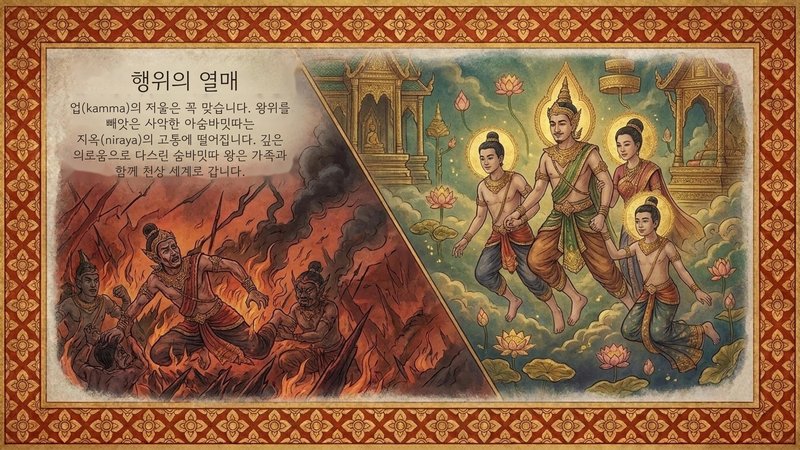 행위의 열매
업(kamma)의 저울은 꼭 맞습니다. 왕위를
빼앗은 사악한 아숨바밋따는
지옥(niraya)의 고통에 떨어집니다. 깊은
의로움으로 다스린 숨바밋따 왕은 가족과
함께 천상 세계로 갑니다.